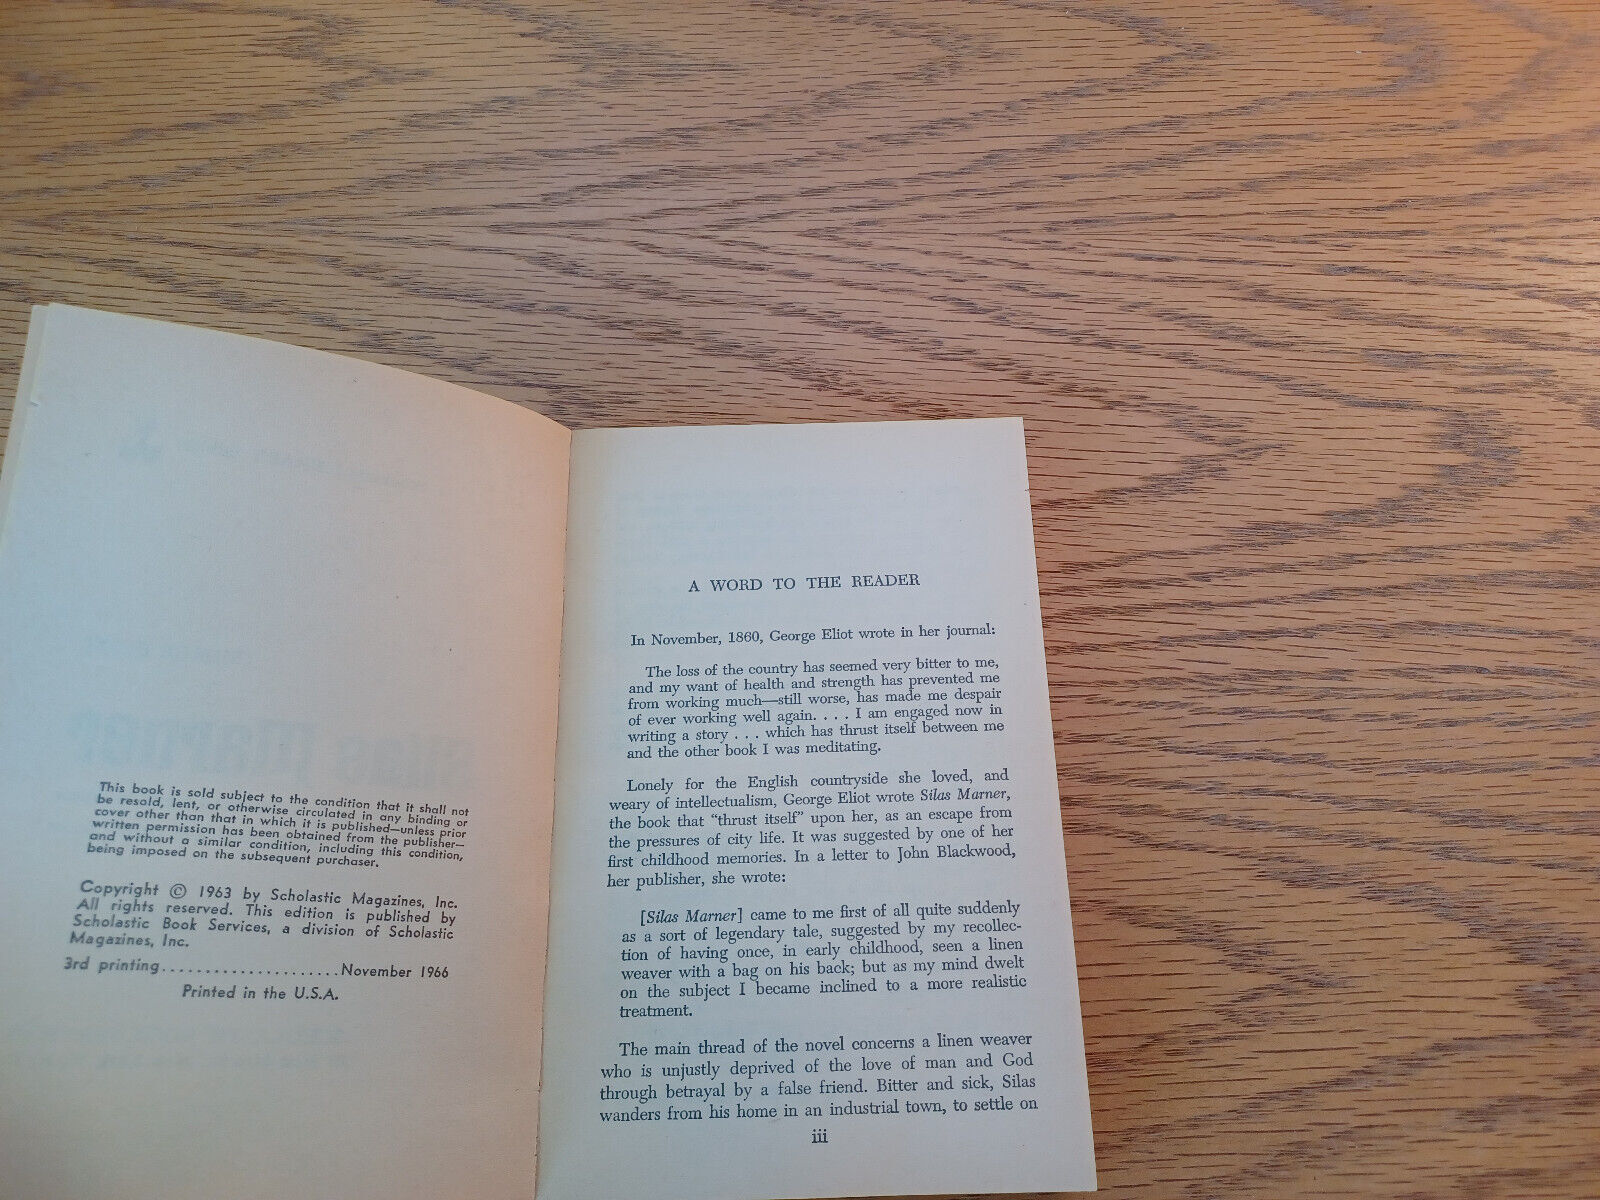 This book is sold subject to the condition that it shall not
be resold, lent, or otherwise circulated in any binding or
cover other than that in which it is published—unless prior
written permission has been obtained from the publisher—
and without a similar condition, including this condition,
being imposed on the subsequent purchaser.
Copyright © 1963 by Scholastic Magazines, Inc.
All rights reserved. This edition is published by
Scholastic Book Services, a division of Scholastic
Magazines, Inc.
3rd printing.....................November 1966
Printed in the U.S.A.
A WORD TO THE READER
In November, 1860, George Eliot wrote in her journal:
The loss of the country has seemed very bitter to me,
and my want of health and strength has prevented me
from working much—still worse, has made me despair
of ever working well again. . . . I am engaged now in
writing a story . . . which has thrust itself between me
and the other book I was meditating.
Lonely for the English countryside she loved, and
weary of intellectualism, George Eliot wrote Silas Marner,
the book that “thrust itself” upon her, as an escape from
the pressures of city life. It was suggested by one of her
first childhood memories. In a letter to John Blackwood,
her publisher, she wrote:
[Silas Marner] came to me first of all quite suddenly
as a sort of legendary tale, suggested by my recollec-
tion of having once, in early childhood, seen a linen
weaver with a bag on his back; but as my mind dwelt
on the subject I became inclined to a more realistic
treatment.
The main thread of the novel concerns a linen weaver
who is unjustly deprived of the love of man and God
through betrayal by a false friend. Bitter and sick, Silas
wanders from his home in an industrial town, to settle on
iii